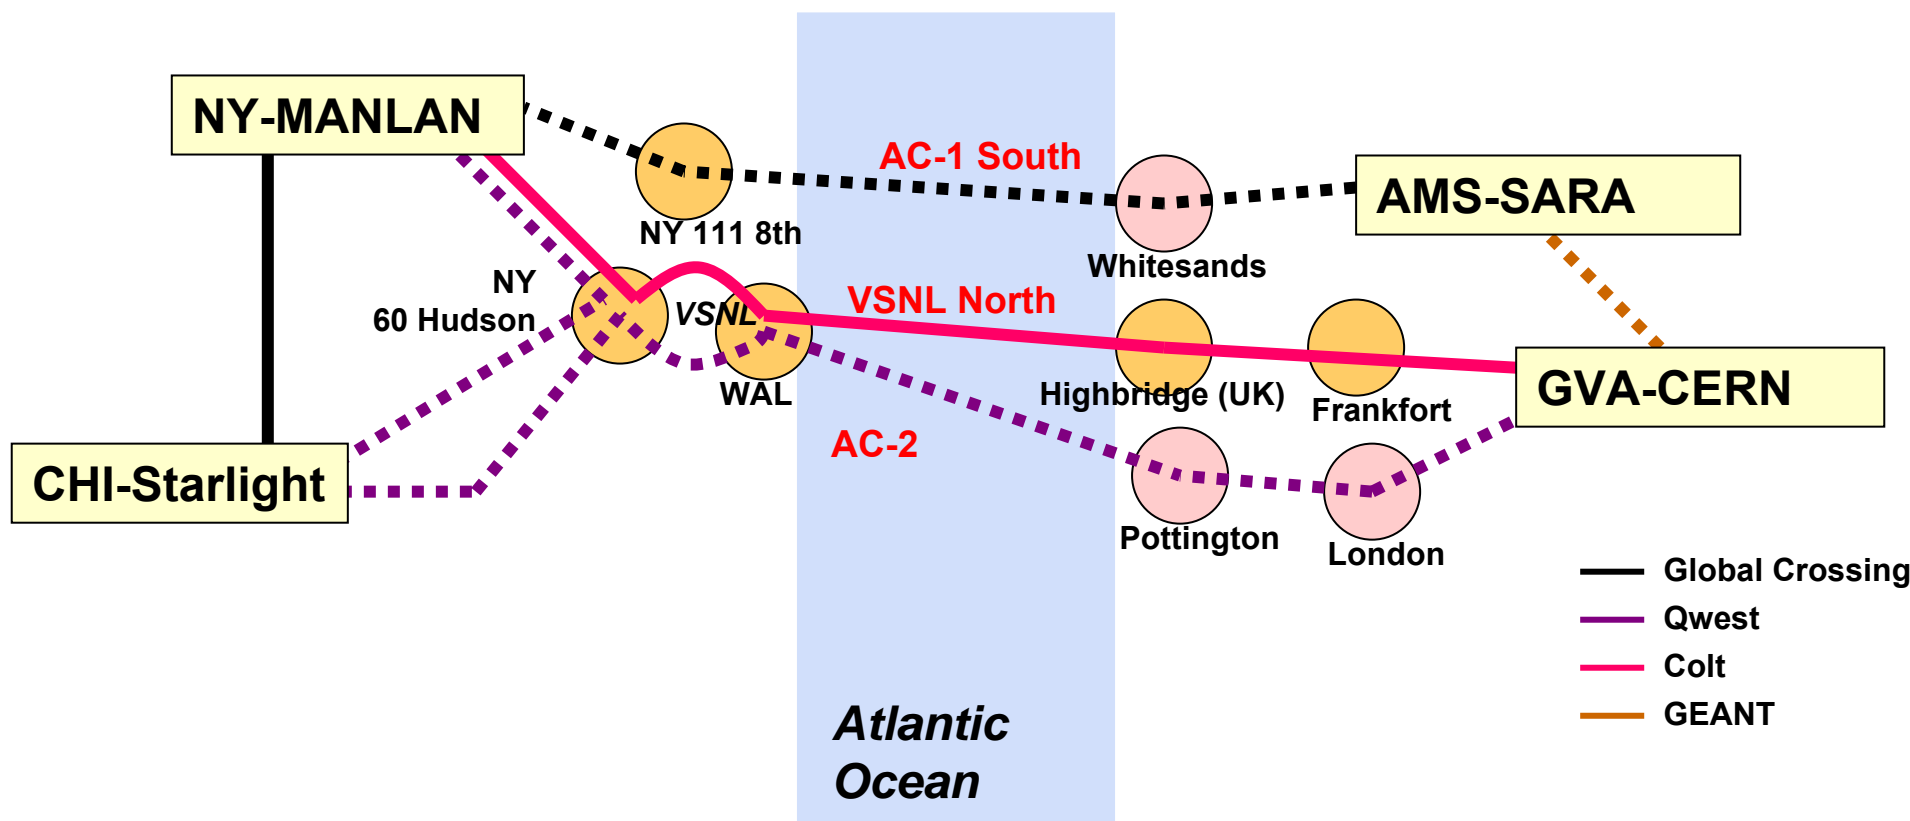 NY-MANLAN
AC-1 South
AMS-SARA
NY 111 8th
Whitesands
NY
60 Hudson
VSNL
VSNL North
WAL
Highbridge (UK)
Frankfort
GVA-CERN
AC-2
CHI-Starlight
Pottington
London
Global Crossing
Qwest
Colt
GEANT
Atlantic
Ocean